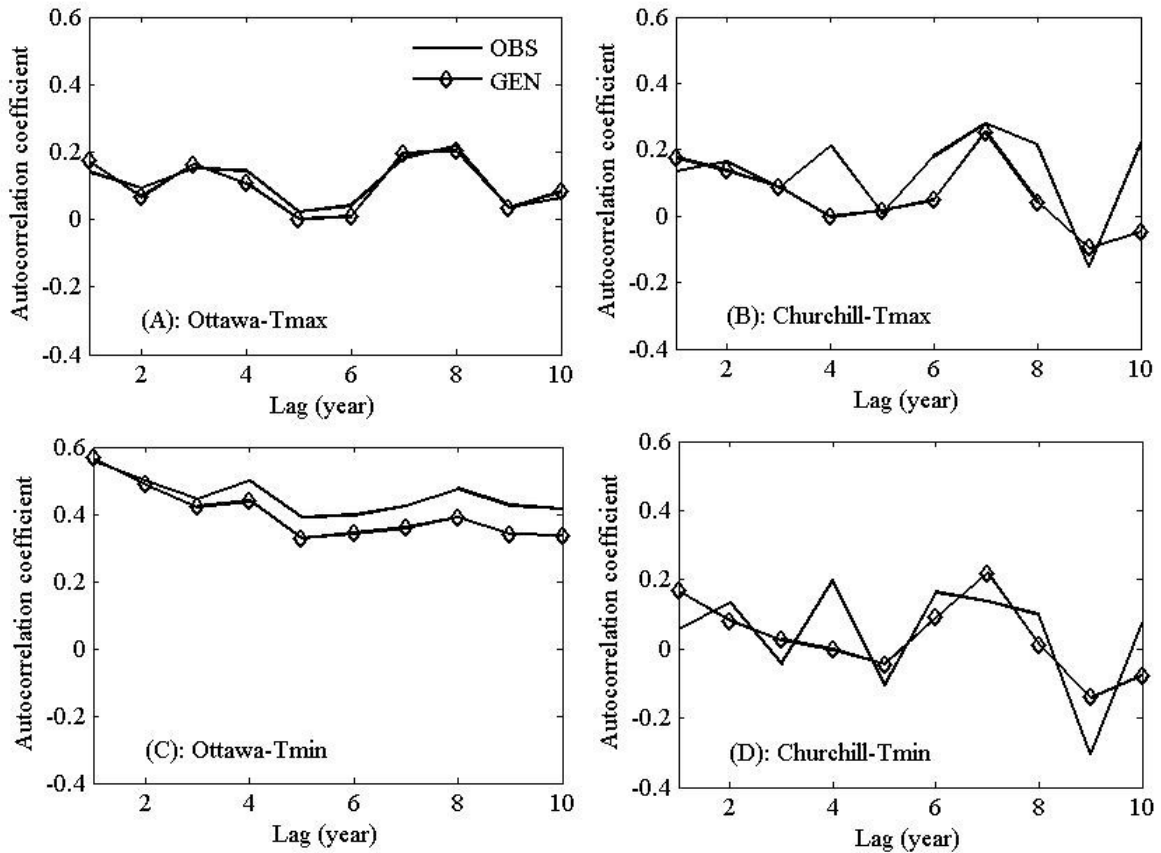 0.6
0.4
0.2
0
-0.2
-0.4
Autocorrelation coefficient
OBS
GEN
(A): Ottawa-Tmax
2 4 6 8 10
Lag (year)
0.6
0.4
0.2
0
-0.2
-0.4
Autocorrelation coefficient
(B): Churchill-Tmax
2 4 6 8 10
Lag (year)
0.6
0.4
0.2
0
-0.2
-0.4
Autocorrelation coefficient
(C): Ottawa-Tmin
2 4 6 8 10
Lag (year)
0.6
0.4
0.2
0
-0.2
-0.4
Autocorrelation coefficient
(D): Churchill-Tmin
2 4 6 8 10
Lag (year)